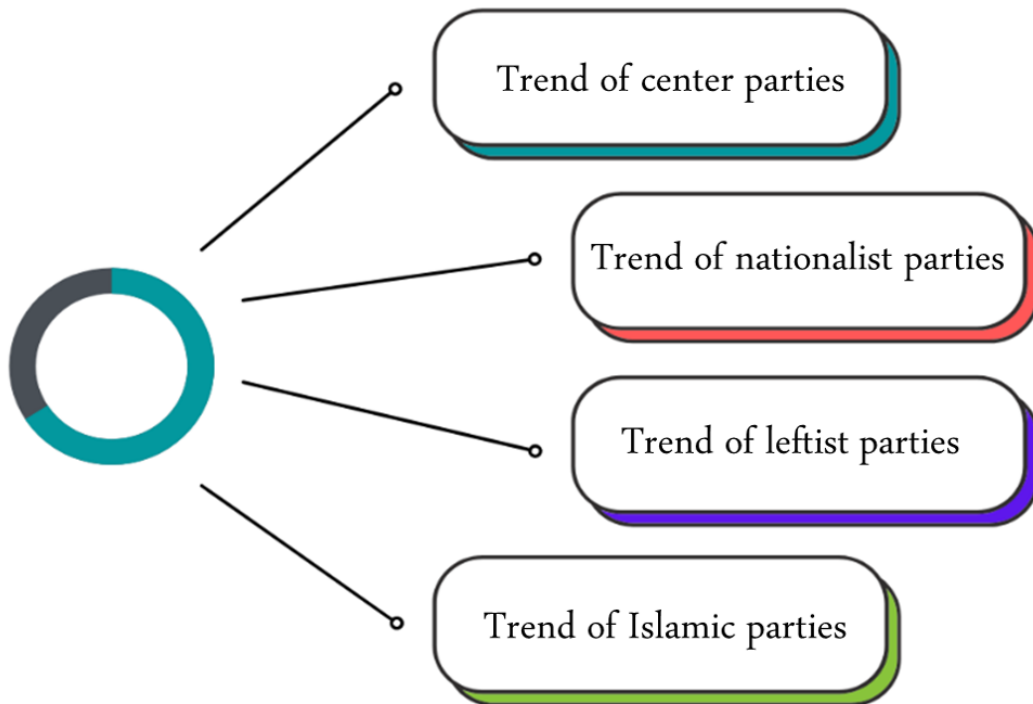 Trend of center parties
Trend of nationalist parties
Trend of leftist parties
Trend of Islamic parties